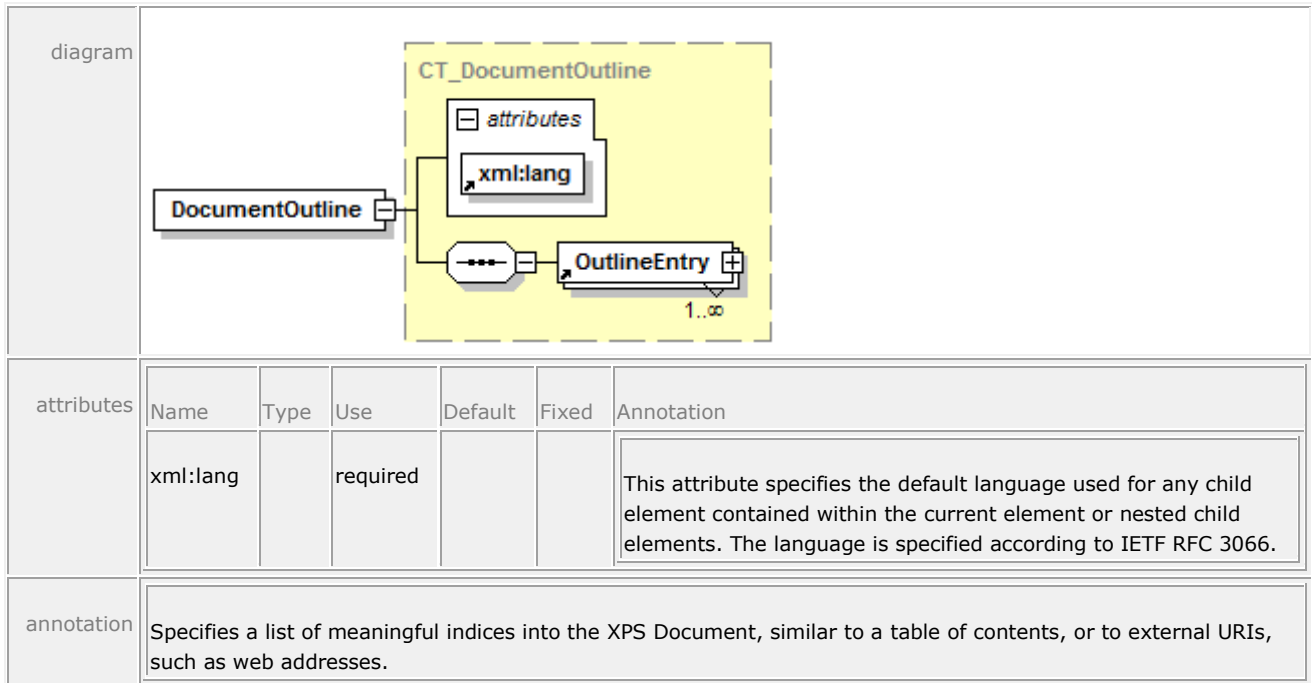 diagram
CT_DocumentOutline
attributes
xml:lang
DocumentOutline
OutlineEntry
1..∞
attributes
Name Type Use Default Fixed Annotation
xml:lang required
This attribute specifies the default language used for any child
element contained within the current element or nested child
elements. The language is specified according to IETF RFC 3066.
annotation
Specifies a list of meaningful indices into the XPS Document, similar to a table of contents, or to external URIs,
such as web addresses.